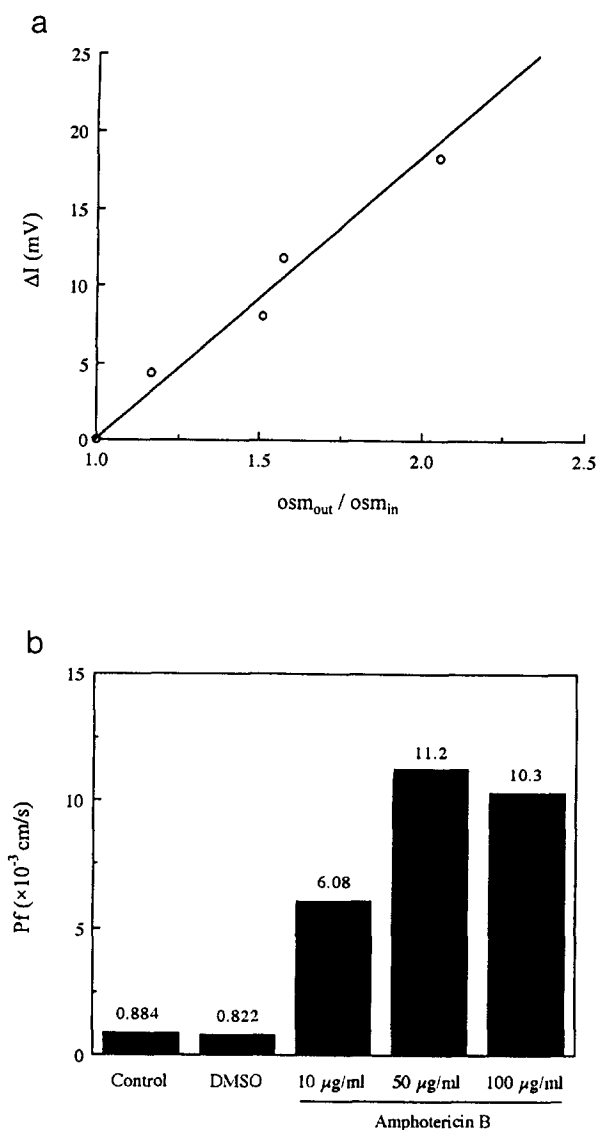 a
25
20
15
10
5
0
ΔI (mV)
1.0 1.5 2.0 2.5
osm_out / osm_in
b
15
10
5
0
Pf (×10⁻³ cm/s)
0.884
0.822
6.08
11.2
10.3
Control DMSO 10 µg/ml 50 µg/ml 100 µg/ml
Amphotericin B